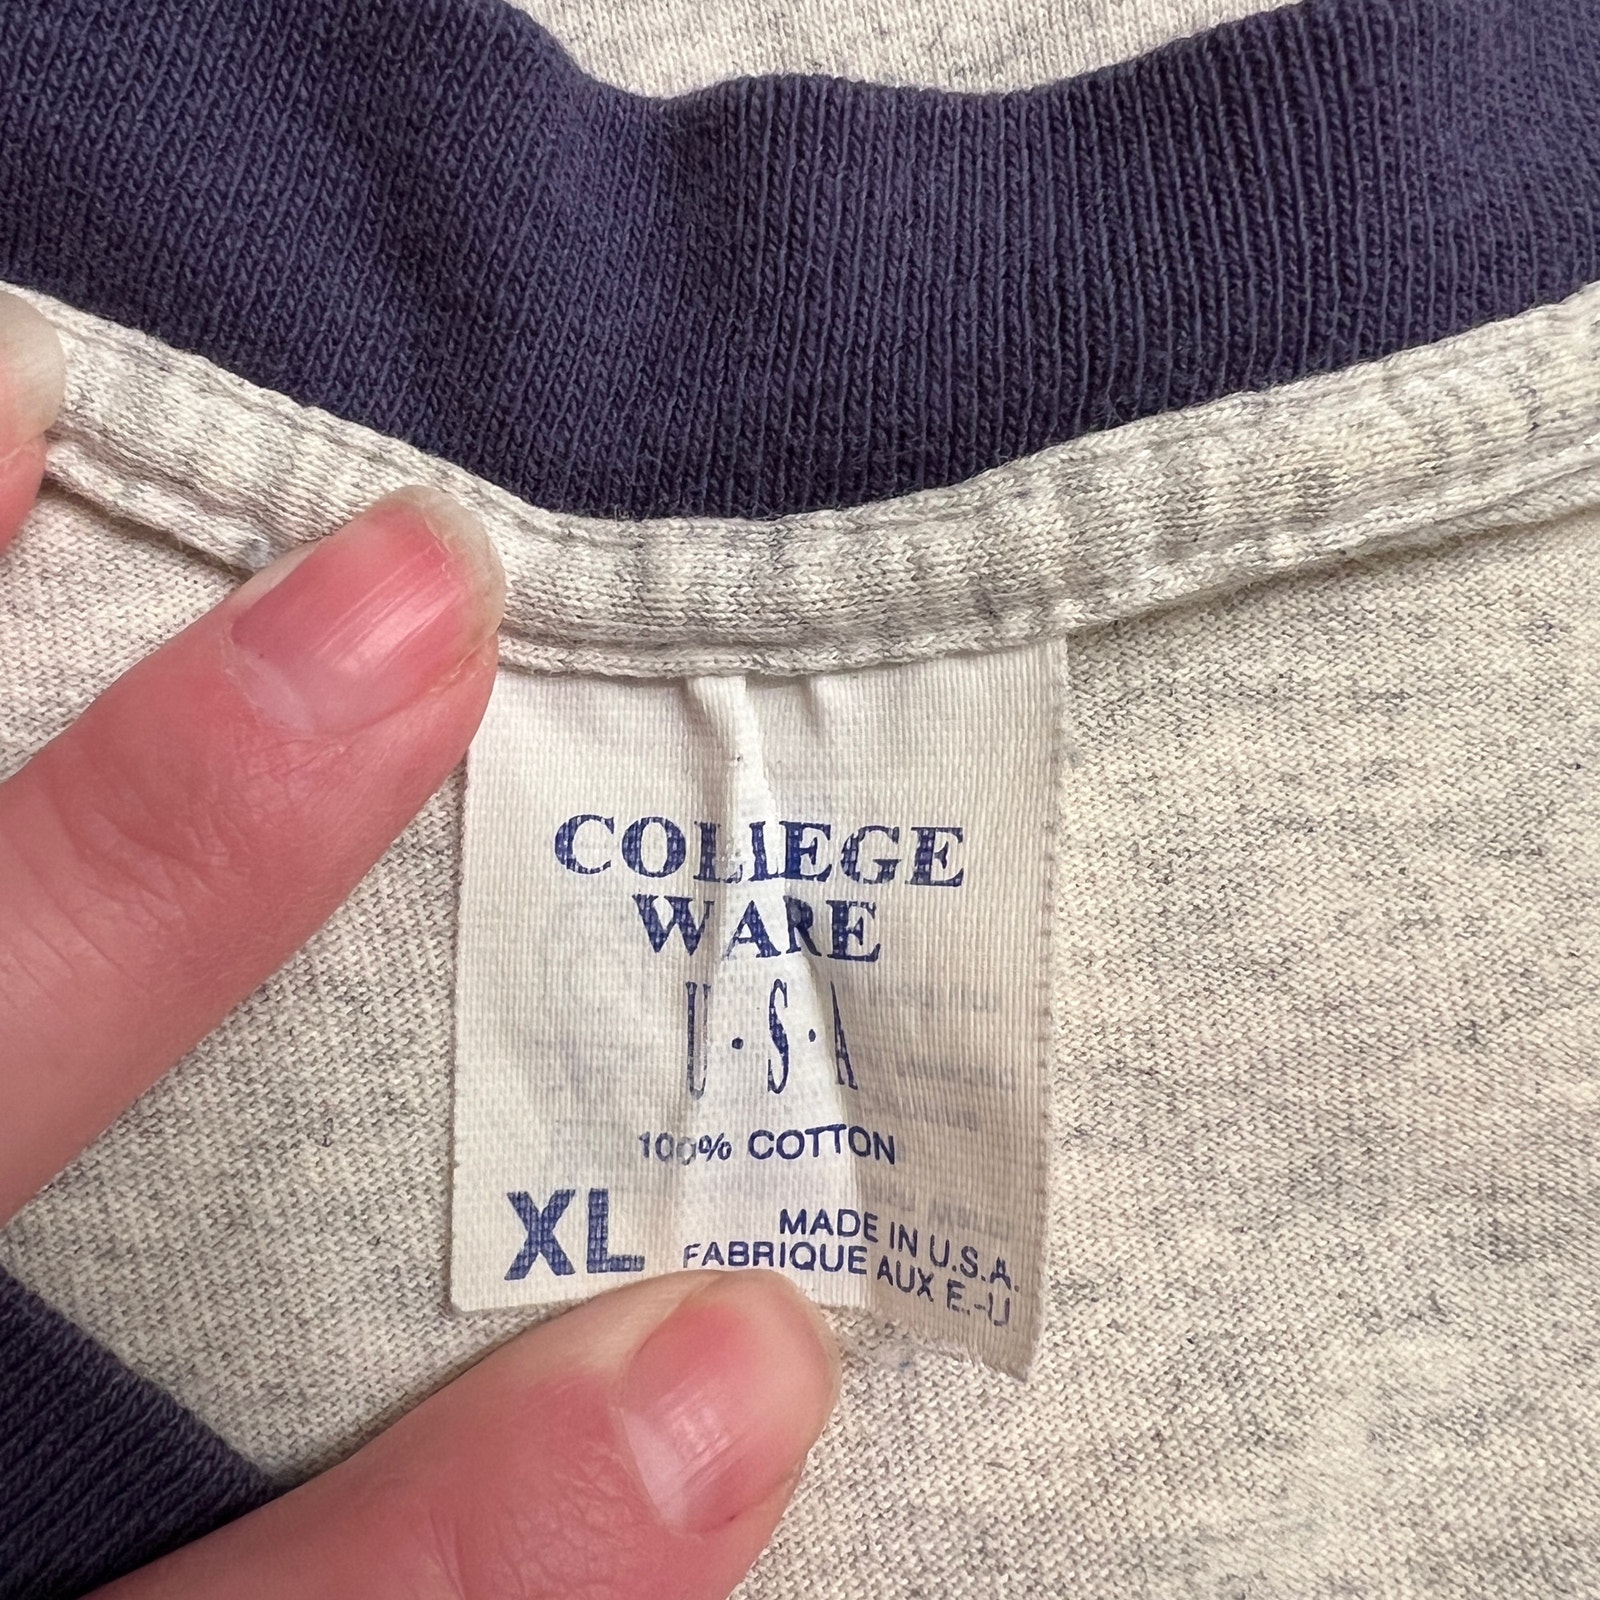 COLLEGE
WARE
U·S·A
100% COTTON
XL
MADE IN U.S.A.
FABRIQUE AUX E.-U